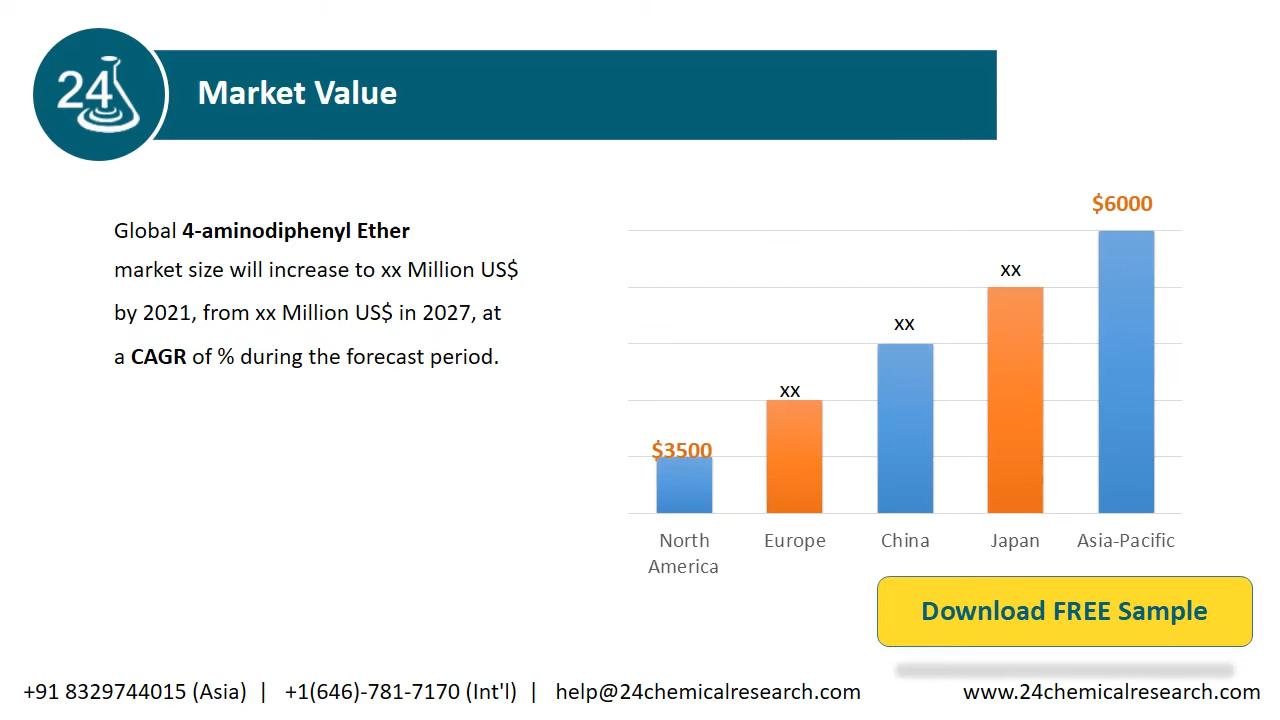 24
Market Value
Global 4-aminodiphenyl Ether
market size will increase to xx Million US$
by 2021, from xx Million US$ in 2027, at
a CAGR of % during the forecast period.
$3500
xx
xx
xx
$6000
North
America
Europe
China
Japan
Asia-Pacific
Download FREE Sample
+91 8329744015 (Asia) | +1(646)-781-7170 (Int'l) | help@24chemicalresearch.com
www.24chemicalresearch.com